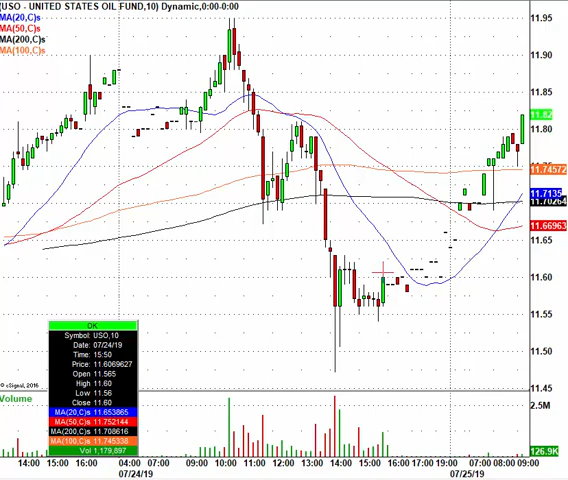 (USO - UNITED STATES OIL FUND,10) Dynamic,0:00-0:00
MA(20,C)s
MA(50,C)s
MA(200,C)s
MA(100,C)s
11.95
11.90
11.85
11.82
11.80
11.74572
11.7135
11.70264
11.66963
11.65
11.60
11.55
11.50
11.45
OK
Symbol: USO,10
Date: 07/24/19
Time: 15:50
Price: 11.6069627
Open 11.565
High 11.60
Low 11.56
Close 11.60
MA(20,C)s 11.653865
MA(50,C)s 11.752144
MA(200,C)s 11.708616
MA(100,C)s 11.745338
Vol 1,179,897
© eSignal, 2016
Volume
2.5M
126.9K
14:00 15:00 16:00 04:00 07:00 09:00 10:00 11:00 12:00 13:00 14:00 15:00 16:00 17:00 19:00 07:00 08:00 09:00
07/24/19 07/25/19